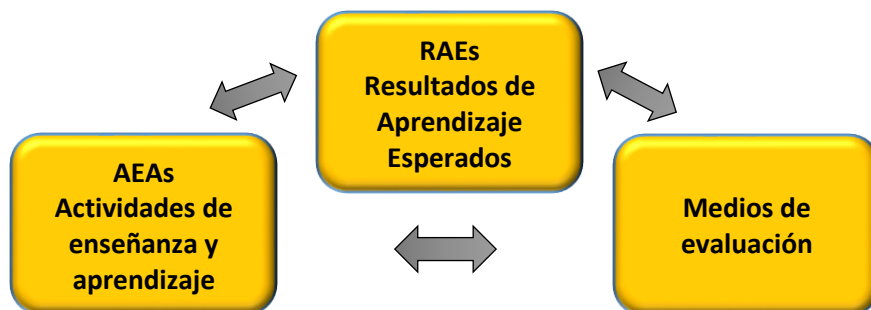 RAEs
Resultados de
Aprendizaje
Esperados
AEAs
Actividades de
enseñanza y
aprendizaje
Medios de
evaluación